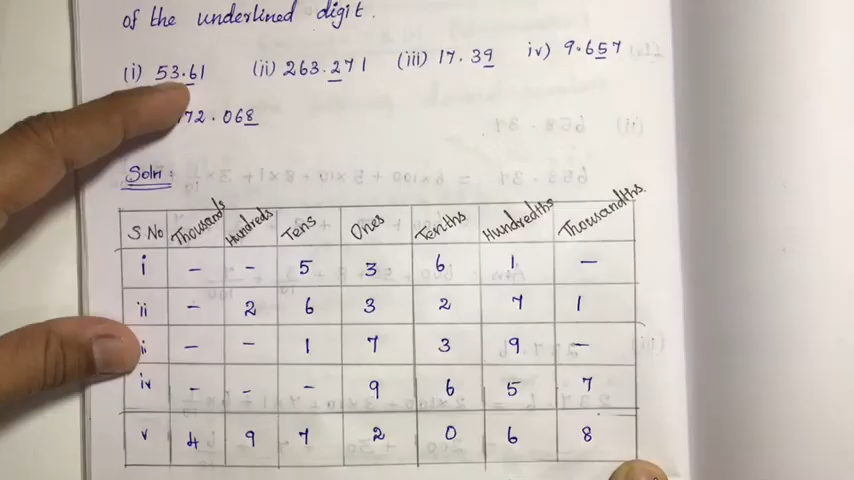 of the underlined digit.
(i) 53.61 (ii) 263.271 (iii) 17.39 iv) 9.657
72.068
Soln :
S No Thousands Hundreds Tens Ones Tenths Hundredths Thousandths.
i - - 5 3 6 1 -
ii - 2 6 3 2 7 1
ii - - 1 7 3 9 -
iv - - - 9 6 5 7
v 4 9 7 2 0 6 8